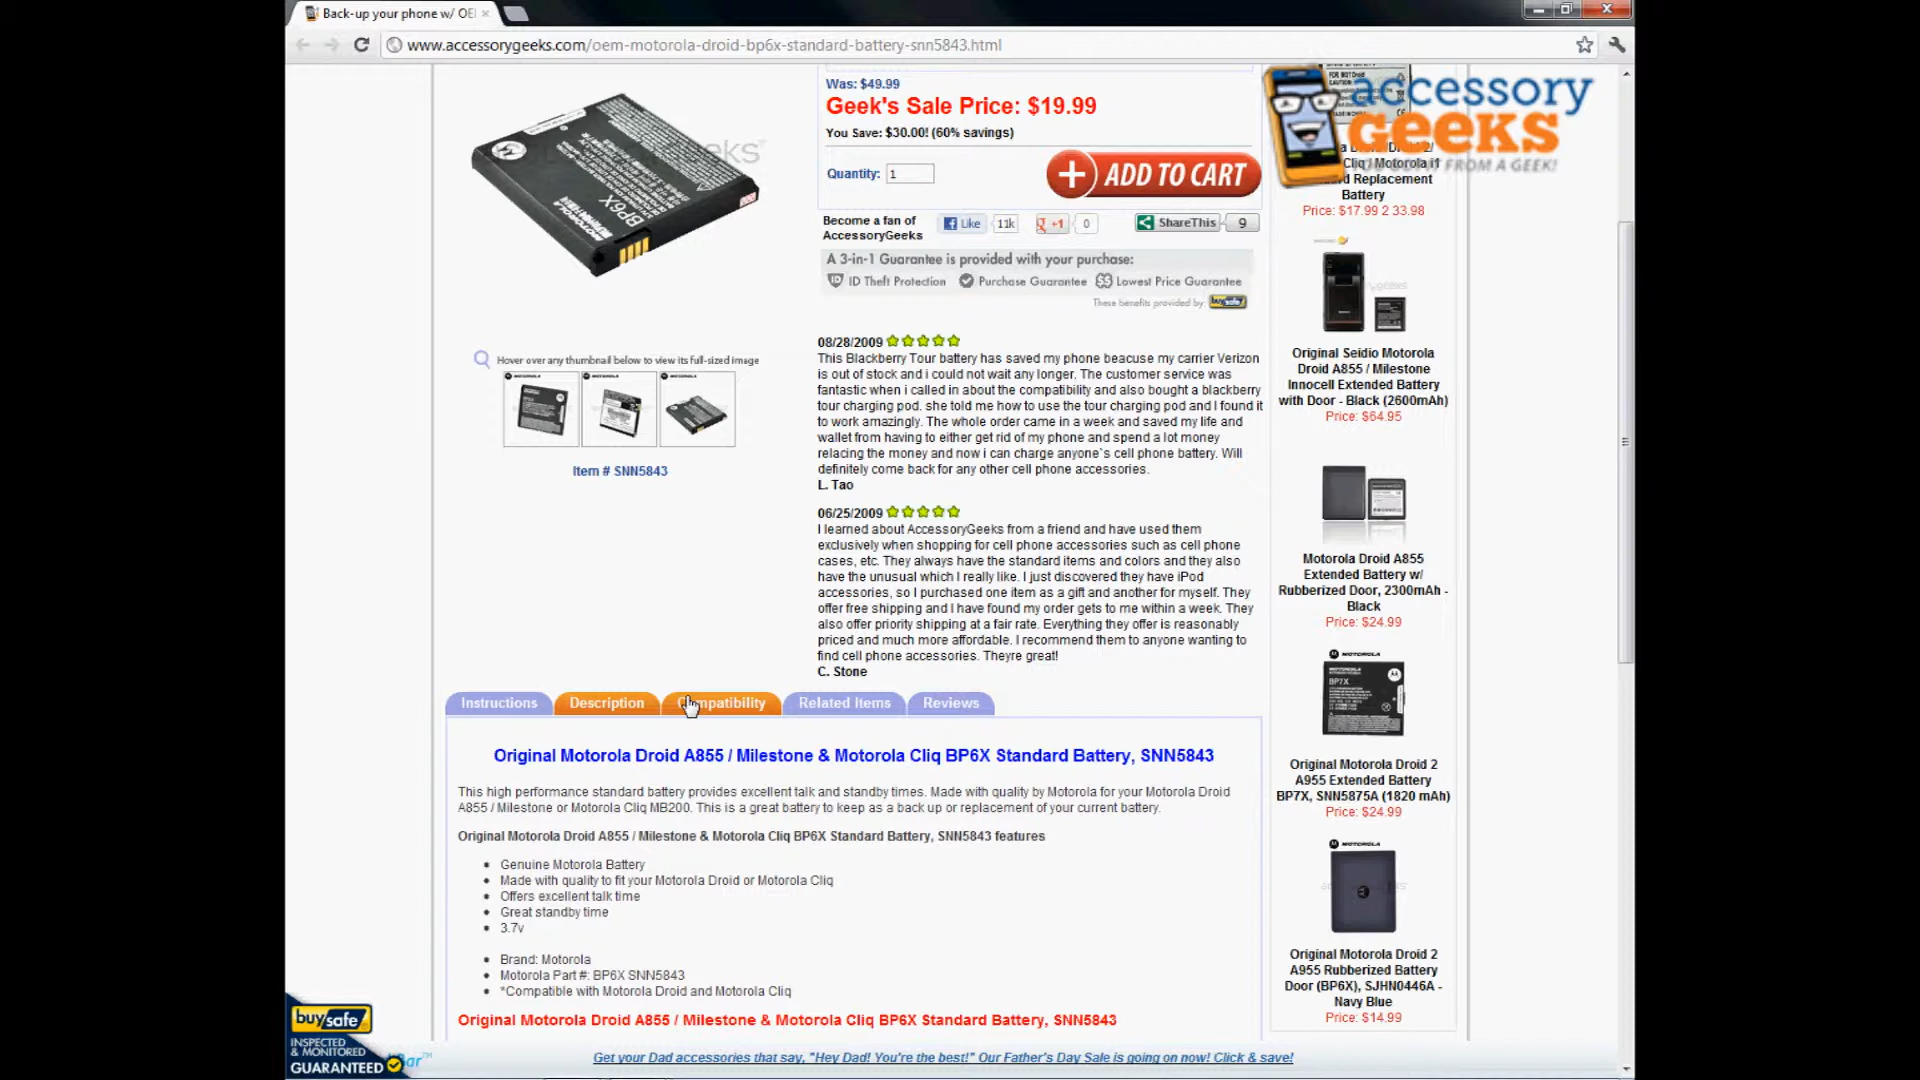 Back-up your phone w/ OE
www.accessorygeeks.com/oem-motorola-droid-bp6x-standard-battery-snn5843.html
accessory
geeks
FROM A GEEK!
Was: $49.99
Geek's Sale Price: $19.99
You Save: $30.00! (60% savings)
Quantity: 1
ADD TO CART
Become a fan of
AccessoryGeeks
Like 11k +1 0 ShareThis 9
A 3-in-1 Guarantee is provided with your purchase:
ID Theft Protection Purchase Guarantee Lowest Price Guarantee
These benefits provided by: buySafe
BP6X
MOTOROLA
Hover over any thumbnail below to view its full-sized image
MOTOROLA MOTOROLA MOTOROLA
Item # SNN5843
08/28/2009
This Blackberry Tour battery has saved my phone beacuse my carrier Verizon
is out of stock and i could not wait any longer. The customer service was
fantastic when i called in about the compatibility and also bought a blackberry
tour charging pod. she told me how to use the tour charging pod and I found it
to work amazingly. The whole order came in a week and saved my life and
wallet from having to either get rid of my phone and spend a lot money
relacing the money and now i can charge anyone`s cell phone battery. Will
definitely come back for any other cell phone accessories.
L. Tao
06/25/2009
I learned about AccessoryGeeks from a friend and have used them
exclusively when shopping for cell phone accessories such as cell phone
cases, etc. They always have the standard items and colors and they also
have the unusual which I really like. I just discovered they have iPod
accessories, so I purchased one item as a gift and another for myself. They
offer free shipping and I have found my order gets to me within a week. They
also offer priority shipping at a fair rate. Everything they offer is reasonably
priced and much more affordable. I recommend them to anyone wanting to
find cell phone accessories. Theyre great!
C. Stone
Instructions Description Compatibility Related Items Reviews
Original Motorola Droid A855 / Milestone & Motorola Cliq BP6X Standard Battery, SNN5843
This high performance standard battery provides excellent talk and standby times. Made with quality by Motorola for your Motorola Droid
A855 / Milestone or Motorola Cliq MB200. This is a great battery to keep as a back up or replacement of your current battery.
Original Motorola Droid A855 / Milestone & Motorola Cliq BP6X Standard Battery, SNN5843 features
Genuine Motorola Battery
Made with quality to fit your Motorola Droid or Motorola Cliq
Offers excellent talk time
Great standby time
3.7v
Brand: Motorola
Motorola Part #: BP6X SNN5843
*Compatible with Motorola Droid and Motorola Cliq
Original Motorola Droid A855 / Milestone & Motorola Cliq BP6X Standard Battery, SNN5843
Cliq / Motorola i1
Replacement
Battery
Price: $17.99 2 33.98
Original Seidio Motorola
Droid A855 / Milestone
Innocell Extended Battery
with Door - Black (2600mAh)
Price: $64.95
Motorola Droid A855
Extended Battery w/
Rubberized Door, 2300mAh -
Black
Price: $24.99
MOTOROLA
BP7X
Original Motorola Droid 2
A955 Extended Battery
BP7X, SNN5875A (1820 mAh)
Price: $24.99
MOTOROLA
Original Motorola Droid 2
A955 Rubberized Battery
Door (BP6X), SJHN0446A -
Navy Blue
Price: $14.99
buySafe
INSPECTED
& MONITORED
GUARANTEED
Get your Dad accessories that say, "Hey Dad! You're the best!" Our Father's Day Sale is going on now! Click & save!